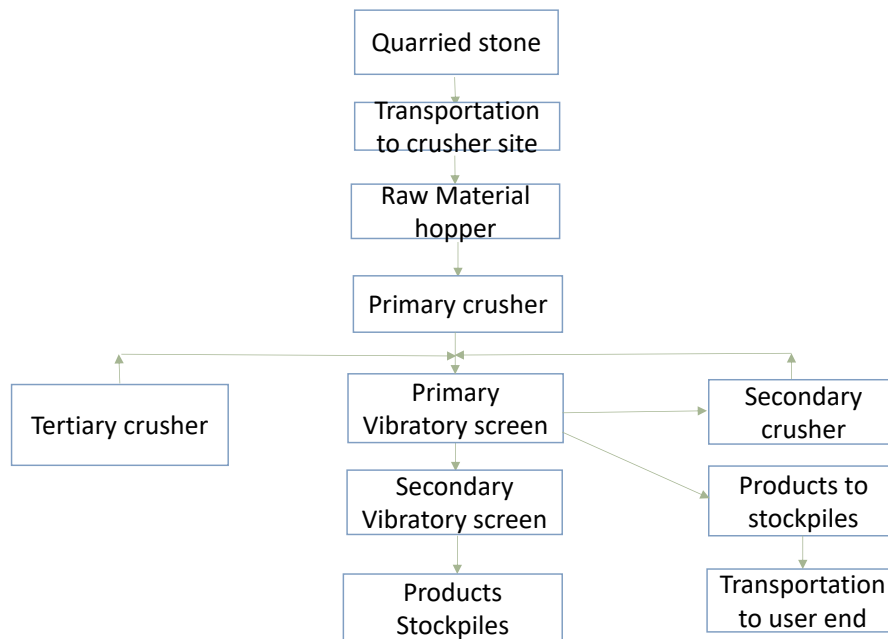 Quarried stone
Transportation
to crusher site
Raw Material
hopper
Primary crusher
Tertiary crusher
Primary
Vibratory screen
Secondary
crusher
Secondary
Vibratory screen
Products to
stockpiles
Products
Stockpiles
Transportation
to user end